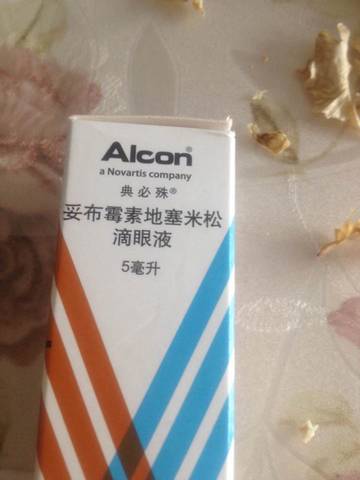 Alcon®
a Novartis company
典必殊®
妥布霉素地塞米松
滴眼液
5毫升